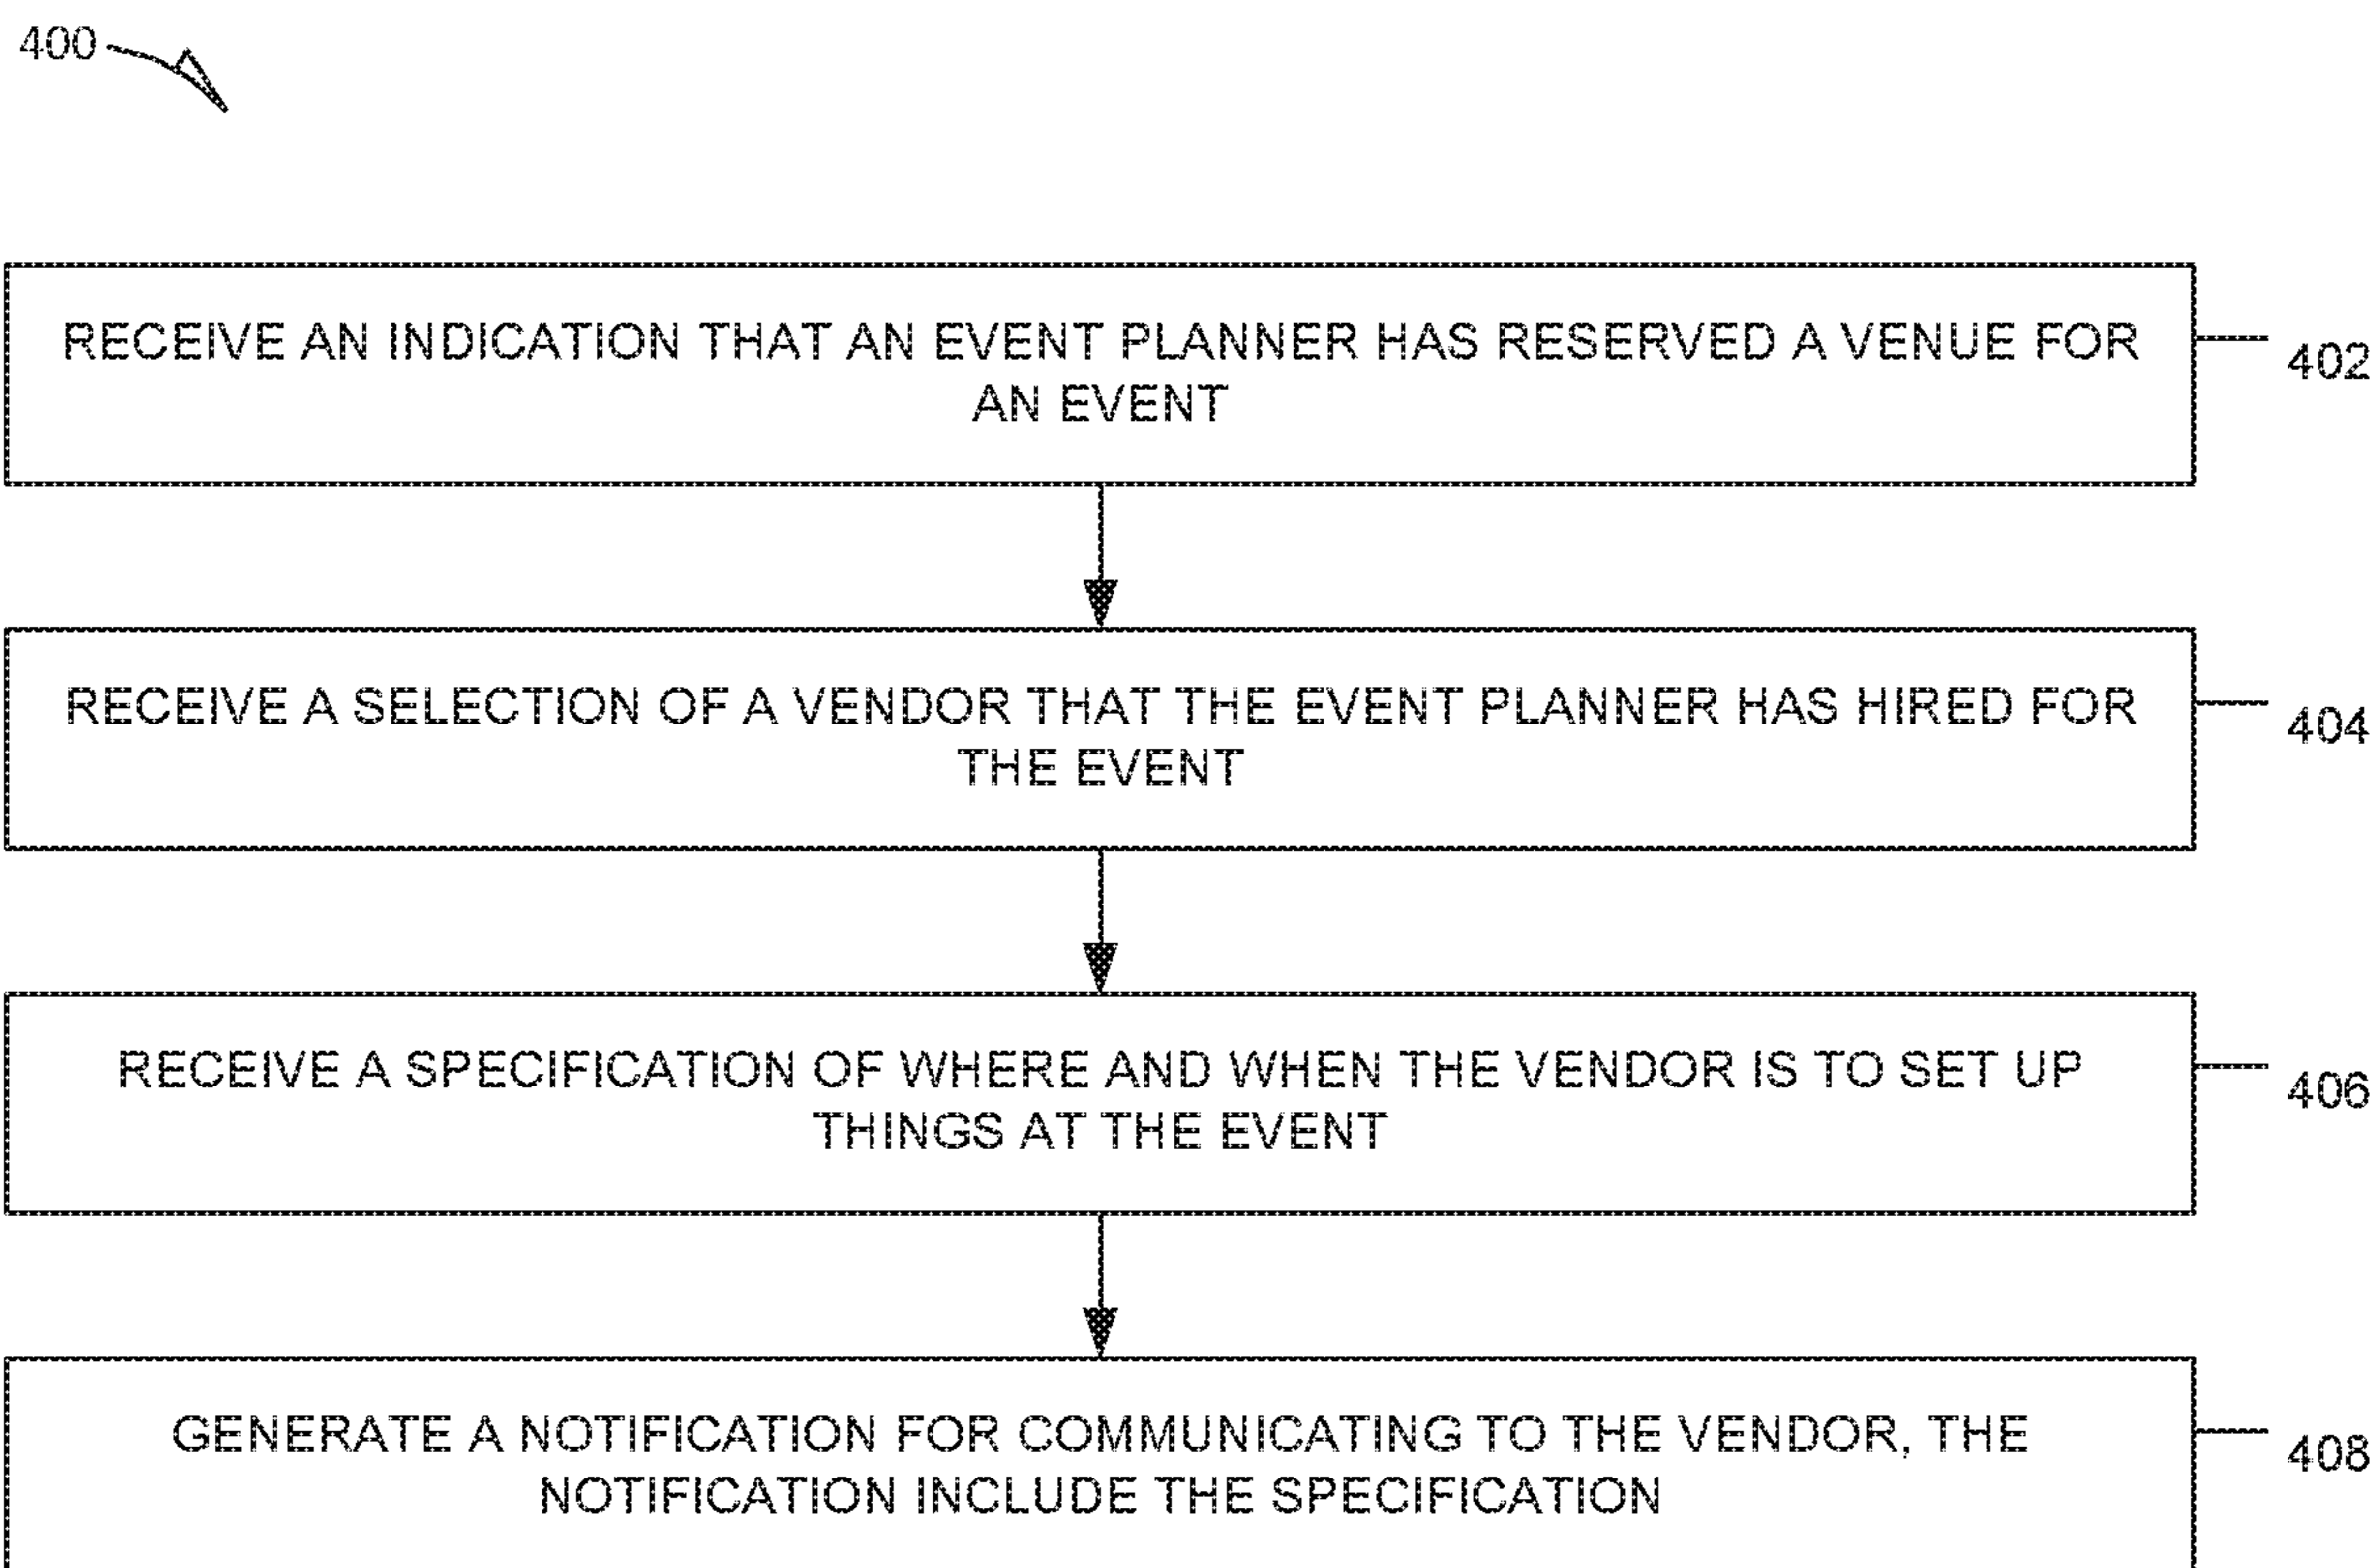 400
RECEIVE AN INDICATION THAT AN EVENT PLANNER HAS RESERVED A VENUE FOR
AN EVENT
402
RECEIVE A SELECTION OF A VENDOR THAT THE EVENT PLANNER HAS HIRED FOR
THE EVENT
404
RECEIVE A SPECIFICATION OF WHERE AND WHEN THE VENDOR IS TO SET UP
THINGS AT THE EVENT
406
GENERATE A NOTIFICATION FOR COMMUNICATING TO THE VENDOR, THE
NOTIFICATION INCLUDE THE SPECIFICATION
408